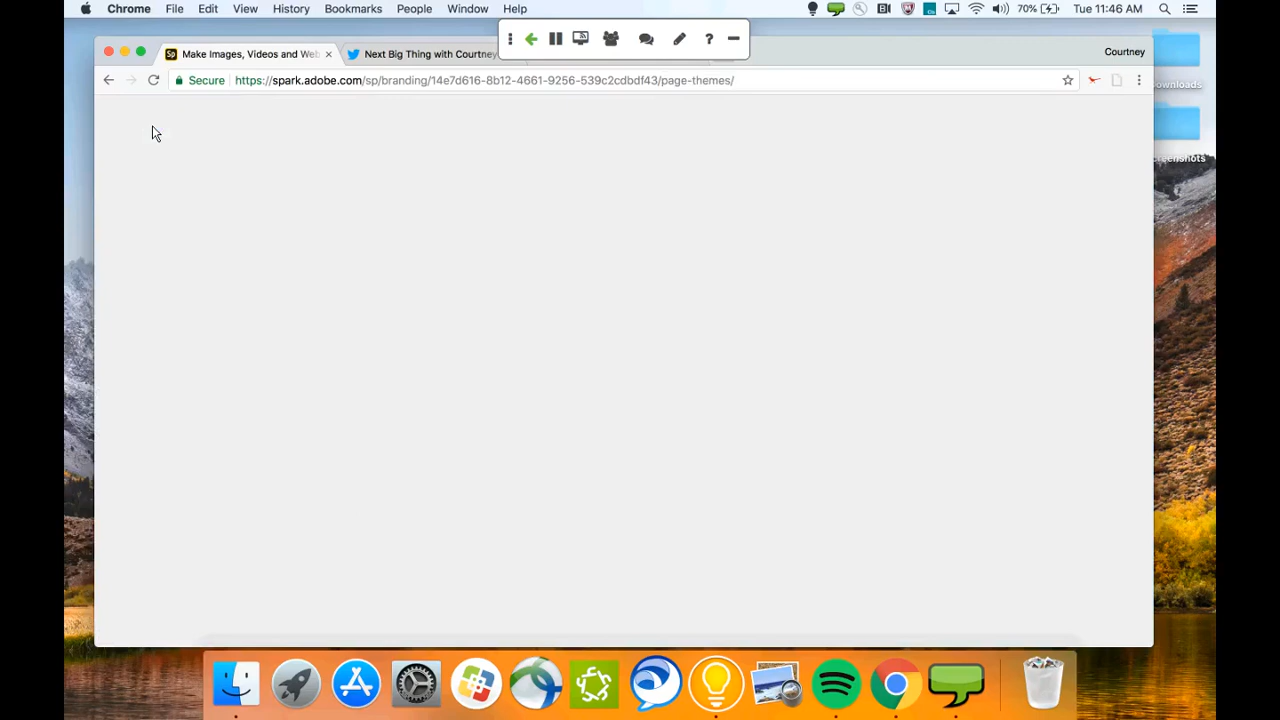 Chrome File Edit View History Bookmarks People Window Help 70% Tue 11:46 AM
Sp Make Images, Videos and Web × Next Big Thing with Courtney Courtney
Secure https://spark.adobe.com/sp/branding/14e7d616-8b12-4661-9256-539c2cdbdf43/page-themes/